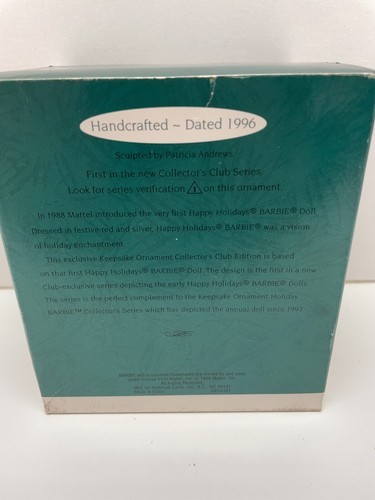 Handcrafted ~ Dated 1996
Sculpted by Patricia Andrews
First in the new Collector's Club Series
Look for series verification 1 on this ornament.
In 1988 Mattel introduced the very first Happy Holidays® BARBIE® Doll.
Dressed in festive red and silver, Happy Holidays® BARBIE® was a vision
of holiday enchantment.
This exclusive Keepsake Ornament Collector's Club Edition is based
on that first Happy Holidays® BARBIE® Doll. The design is the first in a new
Club-exclusive series depicting the early Happy Holidays® BARBIE® Dolls.
The series is the perfect complement to the Keepsake Ornament Holiday
BARBIE™ Collector's Series which has depicted the annual doll since 1993.
All Rights Reserved.